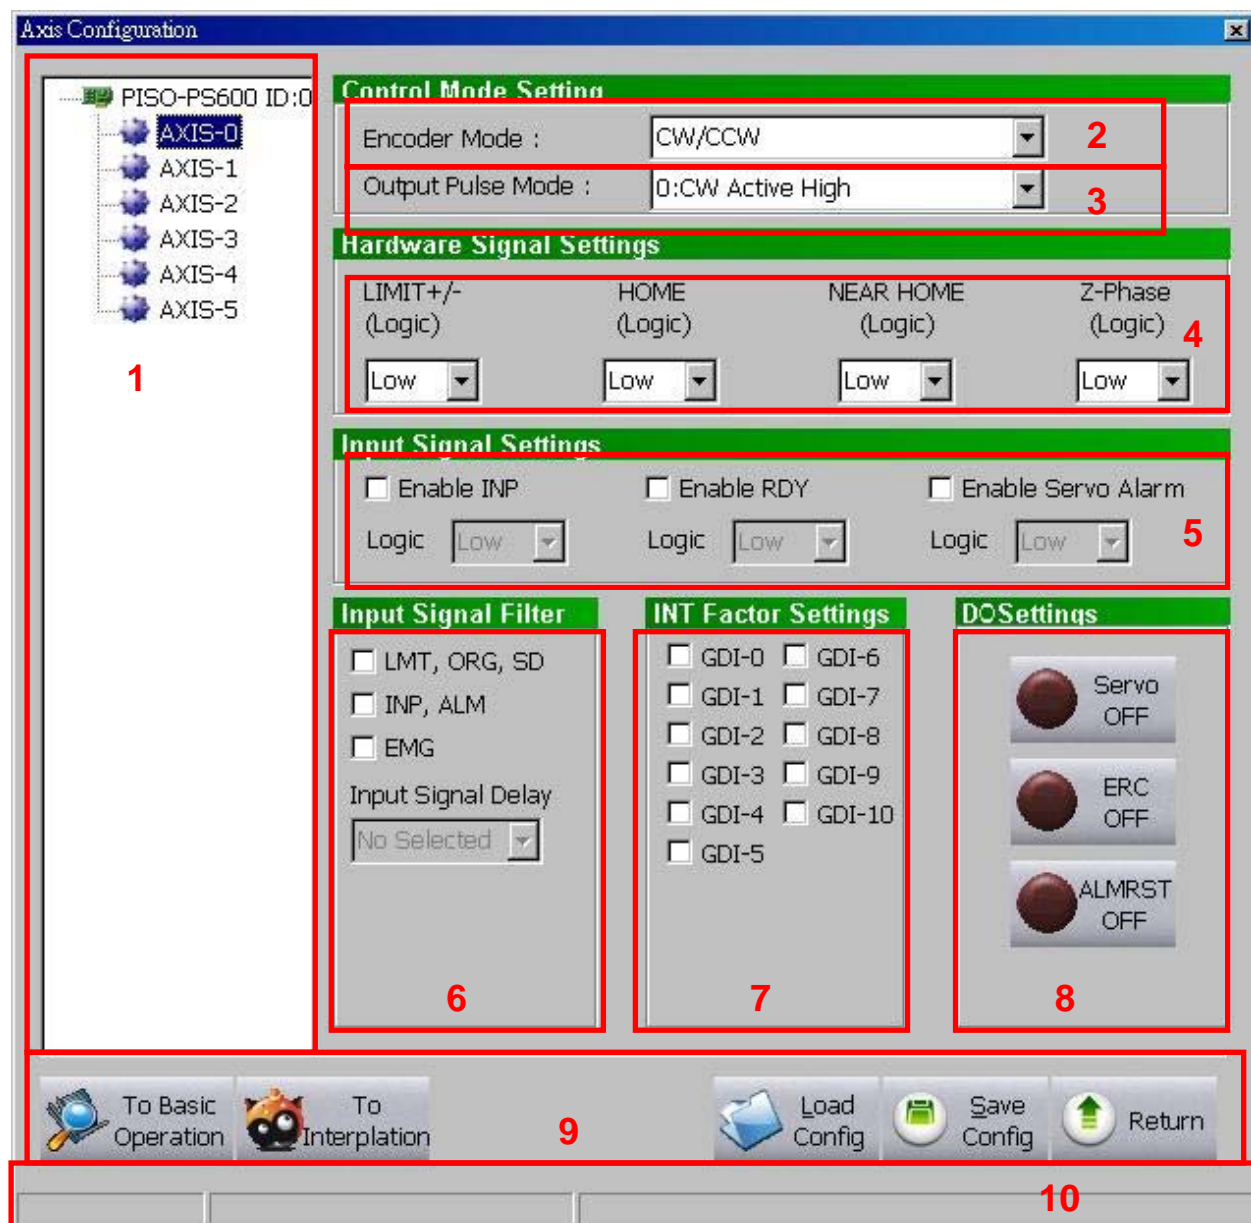 Axis Configuration
PISO-PS600 ID:0
AXIS-0
AXIS-1
AXIS-2
AXIS-3
AXIS-4
AXIS-5
1
Control Mode Setting
Encoder Mode :
CW/CCW
2
Output Pulse Mode :
0:CW Active High
3
Hardware Signal Settings
LIMIT+/- HOME NEAR HOME Z-Phase
(Logic) (Logic) (Logic) (Logic)
4
Low Low Low Low
Input Signal Settings
Enable INP Enable RDY Enable Servo Alarm
Logic Low Logic Low Logic Low
5
Input Signal Filter
LMT, ORG, SD
INP, ALM
EMG
Input Signal Delay
No Selected
6
INT Factor Settings
GDI-0 GDI-6
GDI-1 GDI-7
GDI-2 GDI-8
GDI-3 GDI-9
GDI-4 GDI-10
GDI-5
7
DOSettings
Servo
OFF
ERC
OFF
ALMRST
OFF
8
To Basic
Operation
To
Interplation
9
Load
Config
Save
Config
Return
10